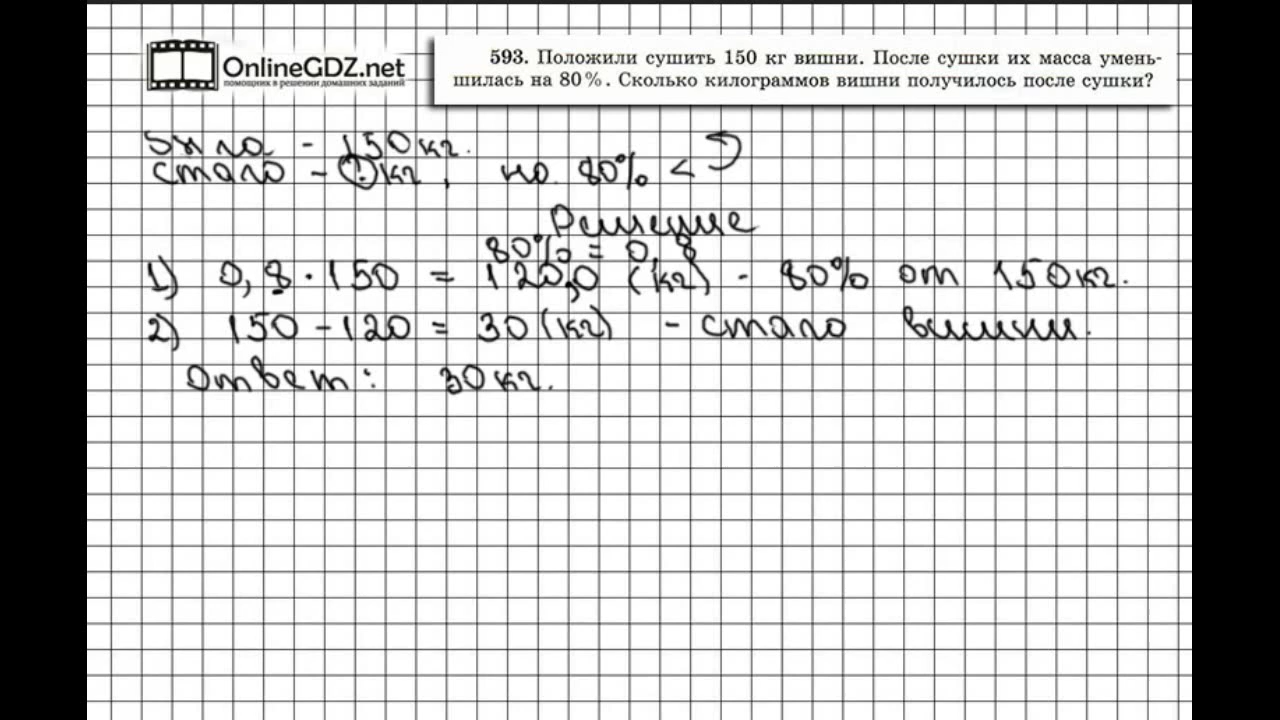 OnlineGDZ.net
помощник в решении домашних заданий
593. Положили сушить 150 кг вишни. После сушки их масса умень-
шилась на 80%. Сколько килограммов вишни получилось после сушки?
Была - 150 кг.
стало - ? кг, на 80% <
Решение
80% = 0,8
1) 0,8 · 150 = 120,0 (кг) - 80% от 150 кг.
2) 150 - 120 = 30 (кг) - стало вишни.
Ответ: 30 кг.